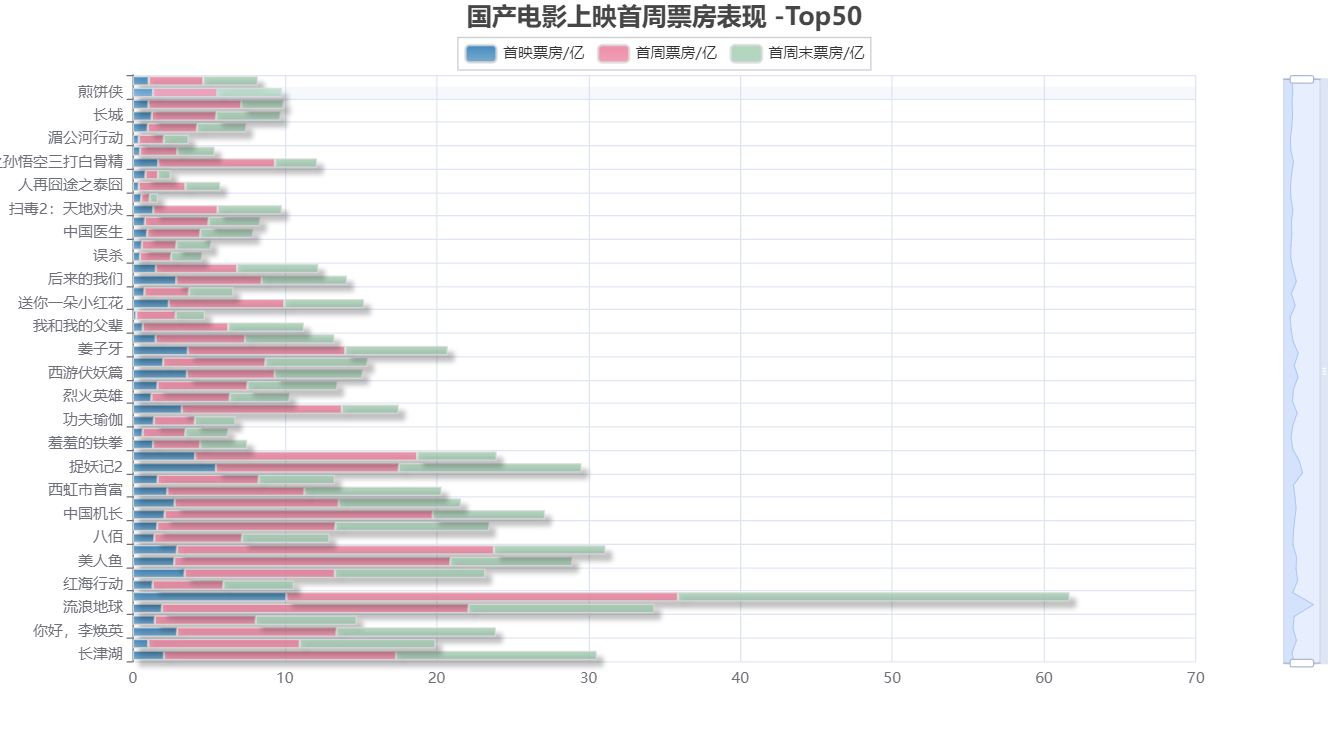 国产电影上映首周票房表现 -Top50
首映票房/亿 首周票房/亿 首周末票房/亿
煎饼侠
长城
湄公河行动
孙悟空三打白骨精
人再囧途之泰囧
扫毒2：天地对决
中国医生
误杀
后来的我们
送你一朵小红花
我和我的父辈
姜子牙
西游伏妖篇
烈火英雄
功夫瑜伽
羞羞的铁拳
捉妖记2
西虹市首富
中国机长
八佰
美人鱼
红海行动
流浪地球
你好，李焕英
长津湖
0 10 20 30 40 50 60 70